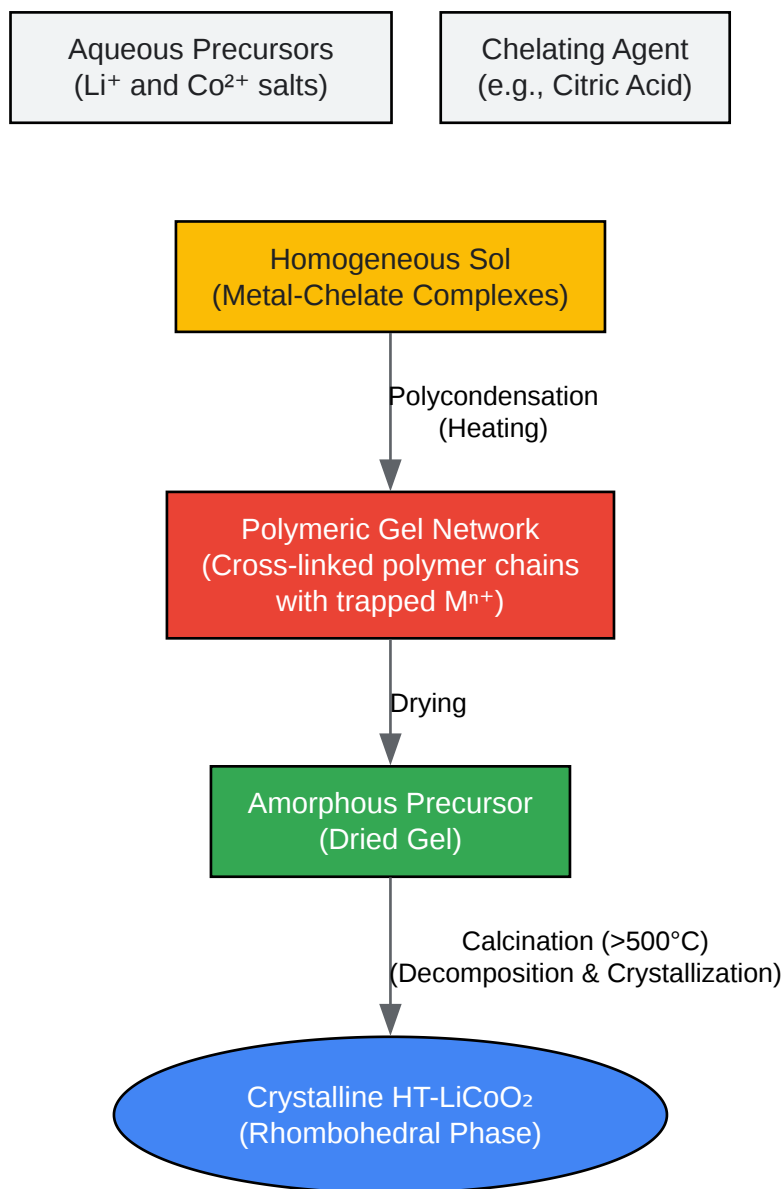 Aqueous Precursors
(Li⁺ and Co²⁺ salts)
Chelating Agent
(e.g., Citric Acid)
Homogeneous Sol
(Metal-Chelate Complexes)
Polycondensation
(Heating)
Polymeric Gel Network
(Cross-linked polymer chains
with trapped Mⁿ⁺)
Drying
Amorphous Precursor
(Dried Gel)
Calcination (>500°C)
(Decomposition & Crystallization)
Crystalline HT-LiCoO₂
(Rhombohedral Phase)